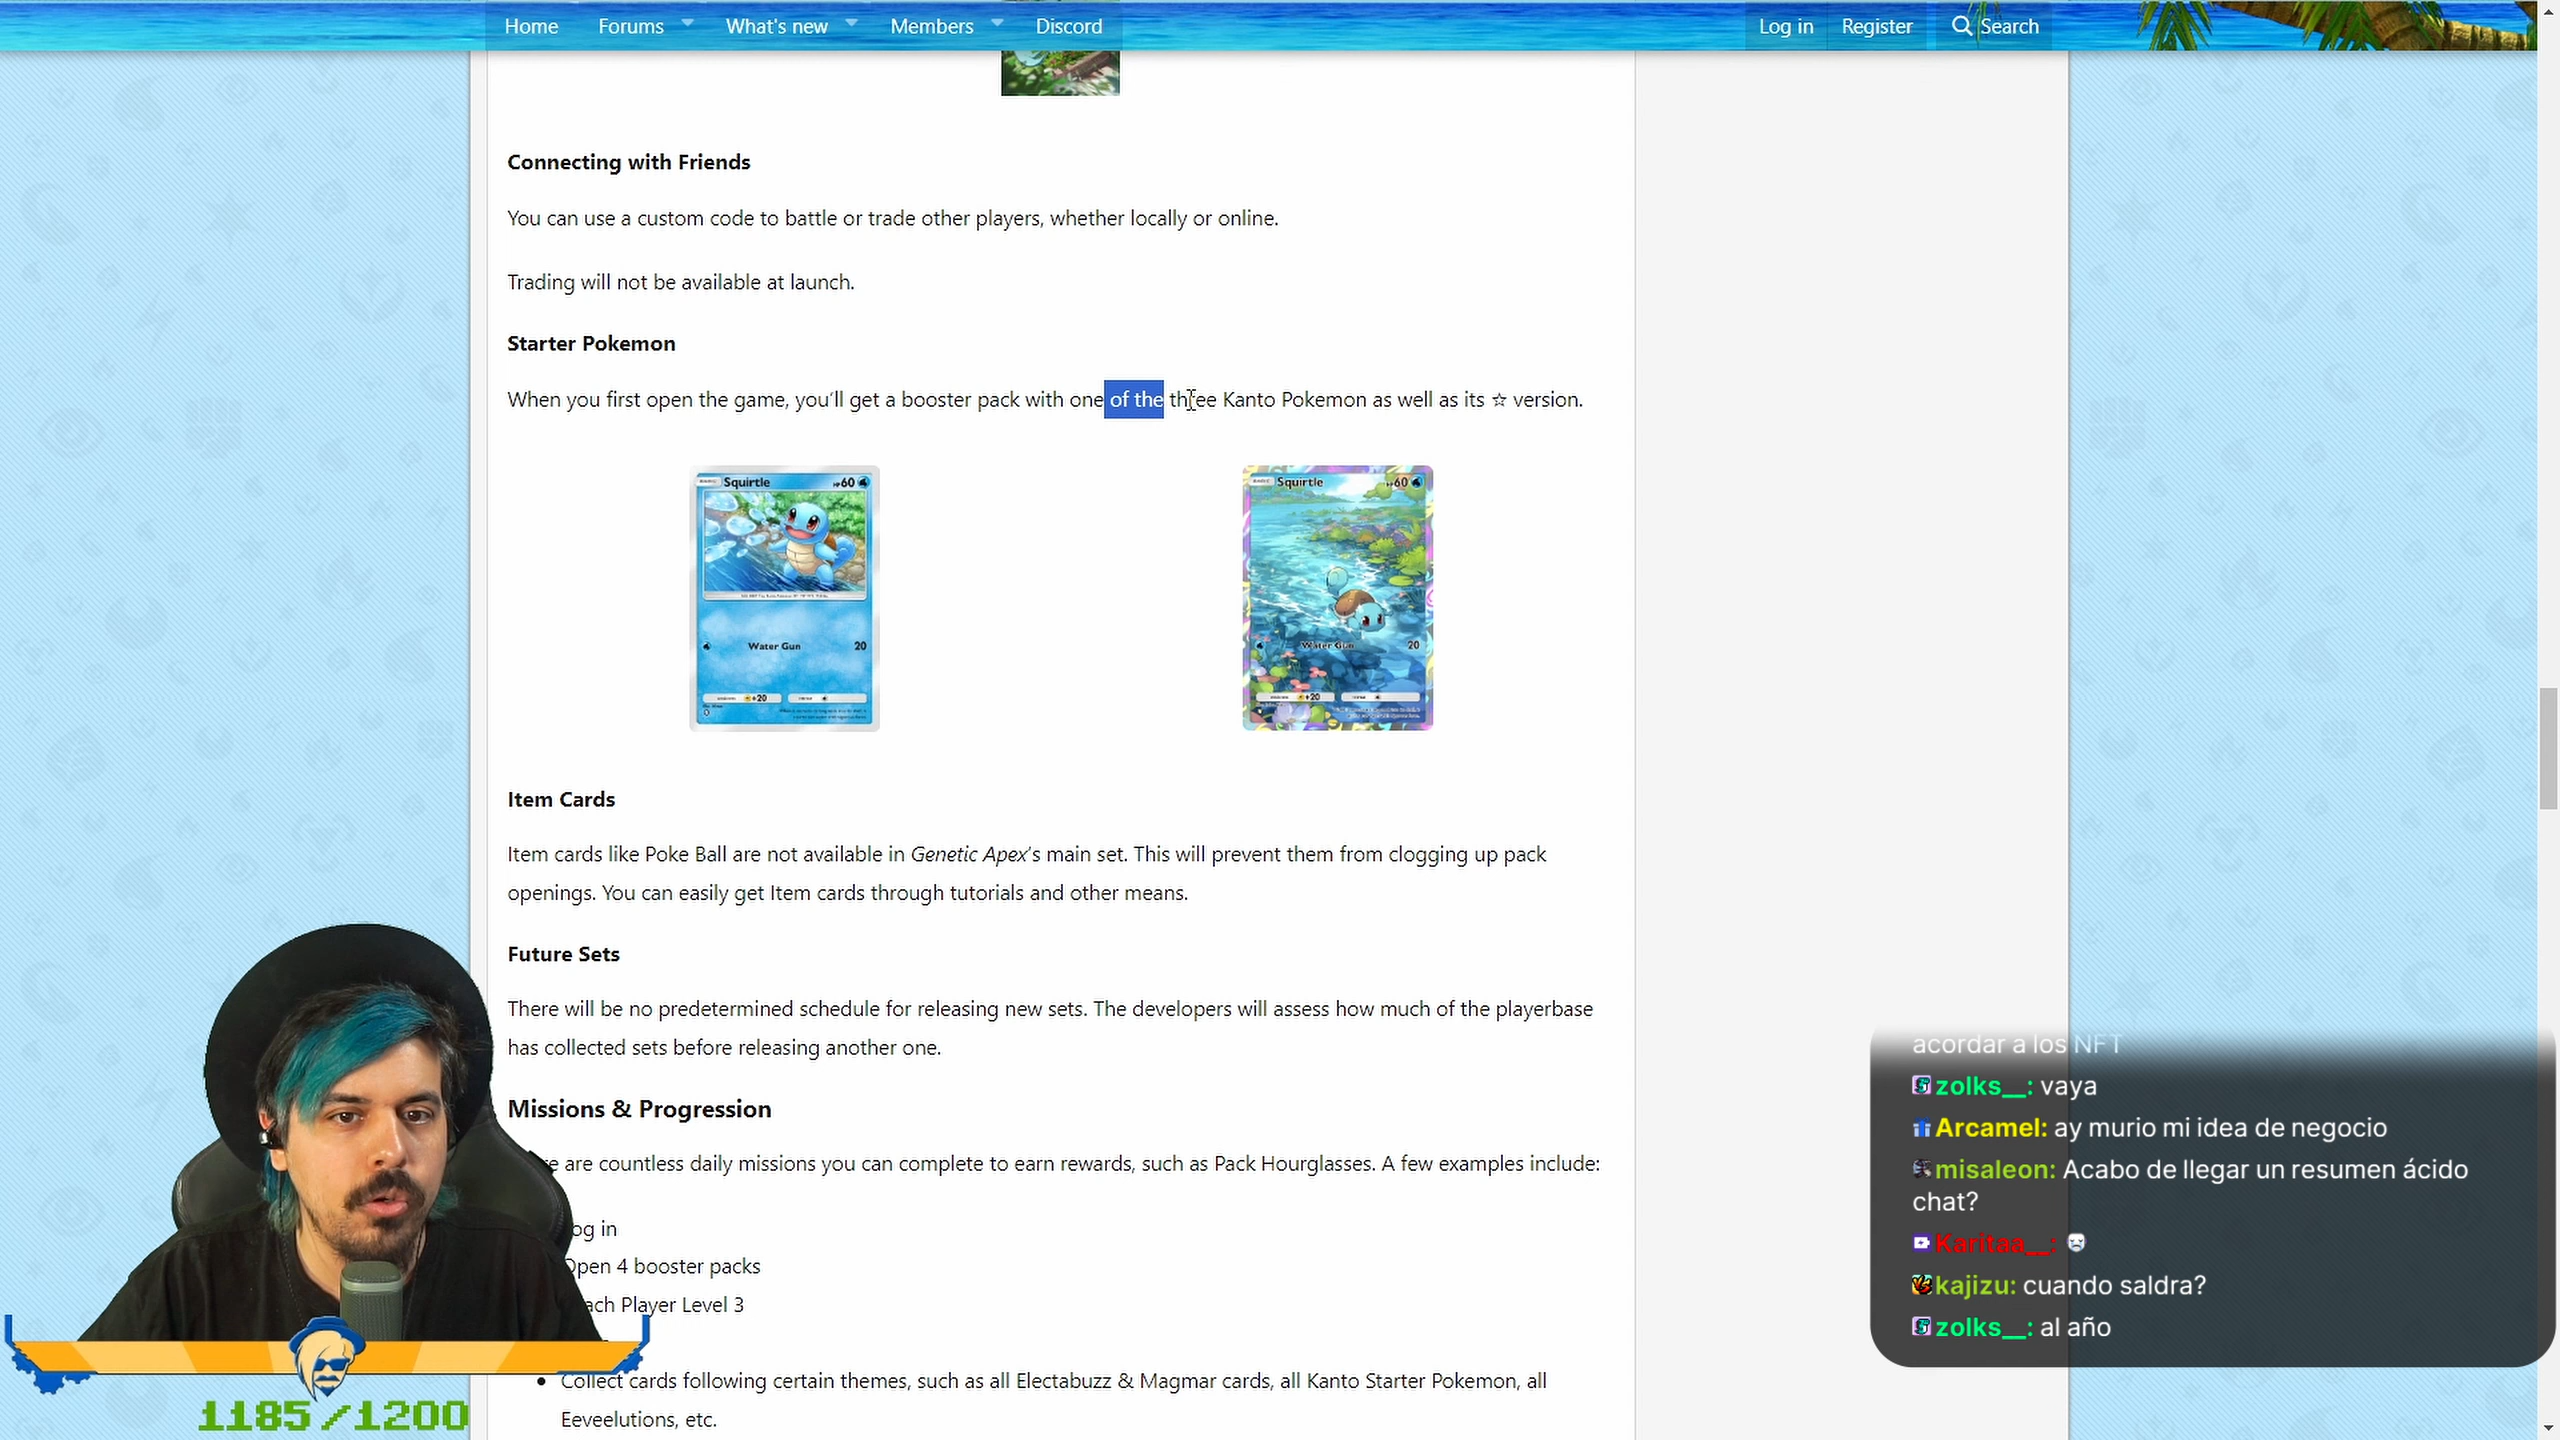 Home Forums What's new Members Discord Log in Register Search
Connecting with Friends
You can use a custom code to battle or trade other players, whether locally or online.
Trading will not be available at launch.
Starter Pokemon
When you first open the game, you'll get a booster pack with one of the three Kanto Pokemon as well as its ☆ version.
Squirtle HP60
Water Gun 20
+20
Squirtle 60
Water Gun 20
+20
Item Cards
Item cards like Poke Ball are not available in Genetic Apex's main set. This will prevent them from clogging up pack
openings. You can easily get Item cards through tutorials and other means.
Future Sets
There will be no predetermined schedule for releasing new sets. The developers will assess how much of the playerbase
has collected sets before releasing another one.
Missions & Progression
e are countless daily missions you can complete to earn rewards, such as Pack Hourglasses. A few examples include:
og in
Open 4 booster packs
ach Player Level 3
Collect cards following certain themes, such as all Electabuzz & Magmar cards, all Kanto Starter Pokemon, all
Eeveelutions, etc.
1185/1200
acordar a los NFT
zolks__: vaya
Arcamel: ay murio mi idea de negocio
misaleon: Acabo de llegar un resumen ácido
chat?
Karitaa__:
kajizu: cuando saldra?
zolks__: al año